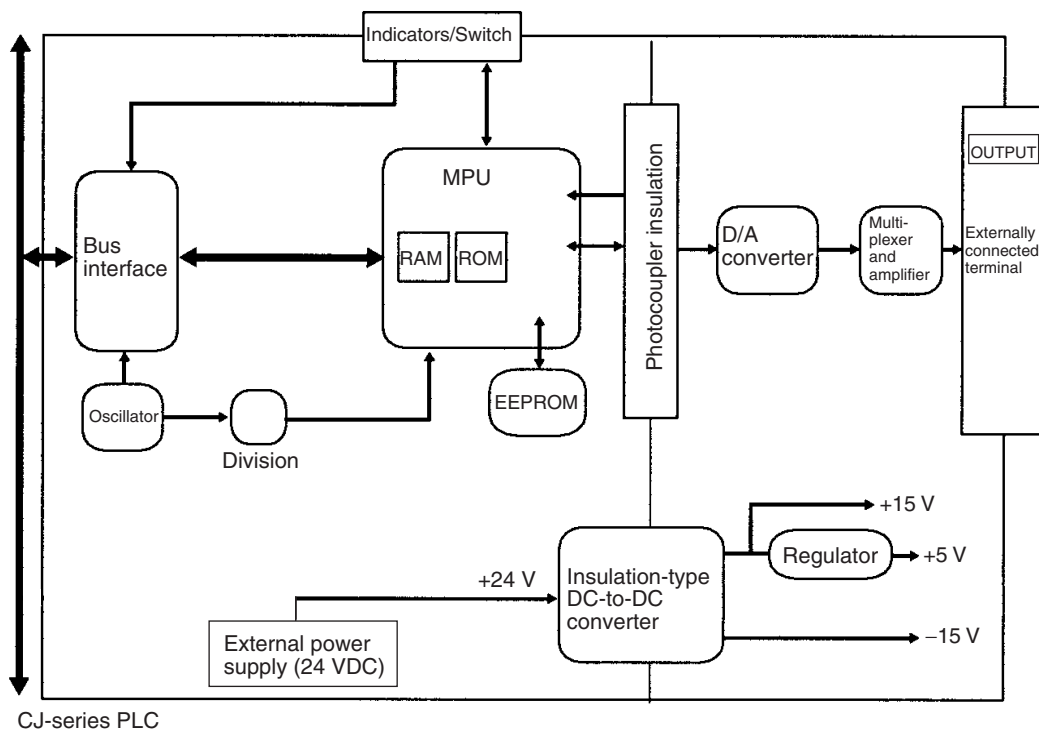 Indicators/Switch
MPU
RAM
ROM
Bus
interface
Oscillator
Division
EEPROM
Photocoupler insulation
D/A
converter
Multi-
plexer
and
amplifier
OUTPUT
Externally
connected
terminal
+24 V
External power
supply (24 VDC)
Insulation-type
DC-to-DC
converter
+15 V
Regulator
+5 V
−15 V
CJ-series PLC